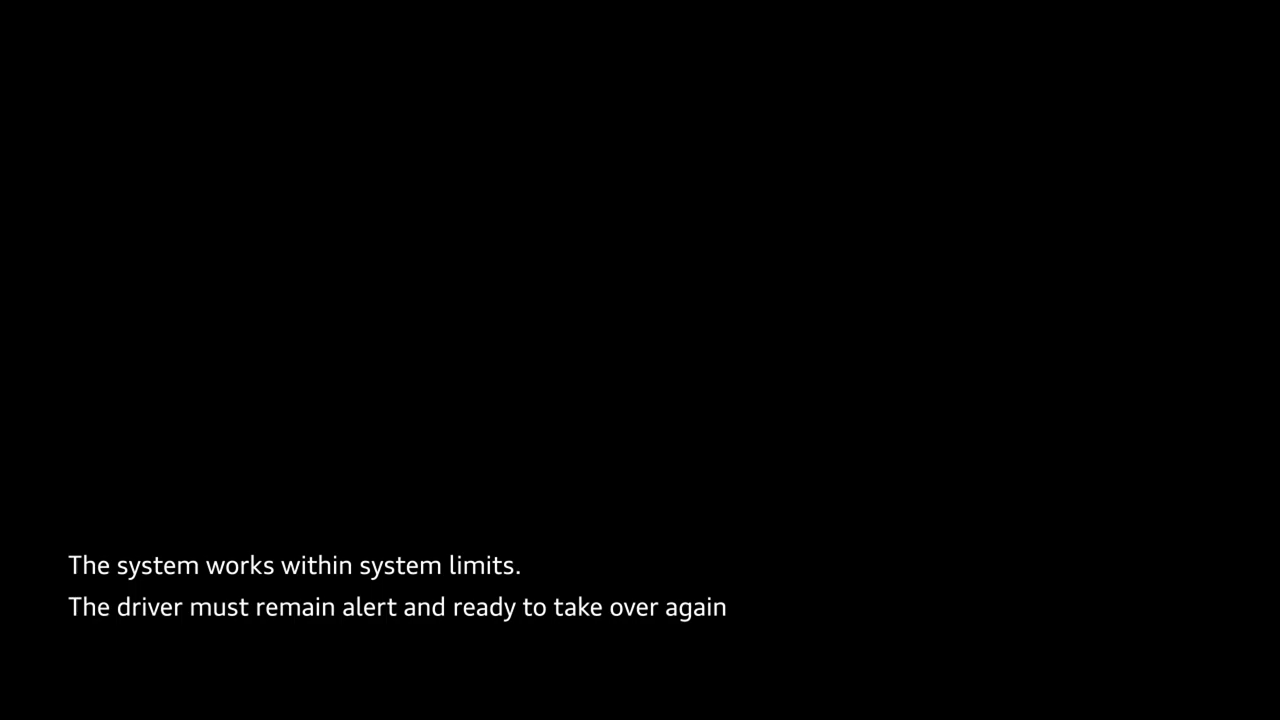 The system works within system limits.
The driver must remain alert and ready to take over again